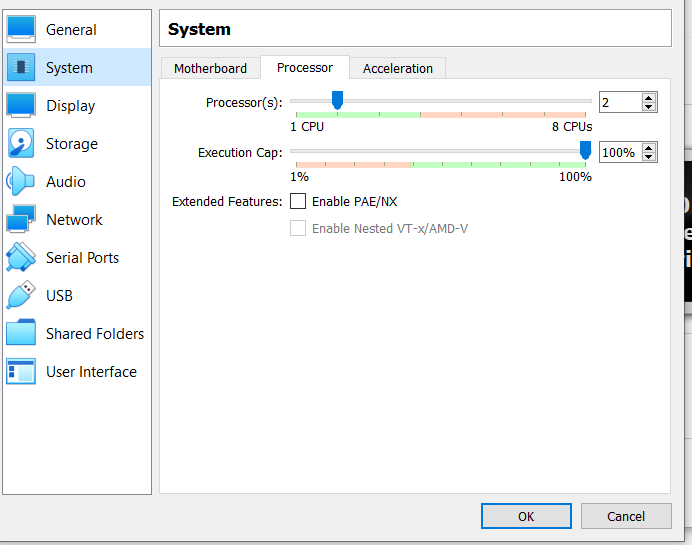 General
System
Display
Storage
Audio
Network
Serial Ports
USB
Shared Folders
User Interface
System
Motherboard Processor Acceleration
Processor(s): 2
1 CPU 8 CPUs
Execution Cap: 100%
1% 100%
Extended Features: Enable PAE/NX
Enable Nested VT-x/AMD-V
OK Cancel